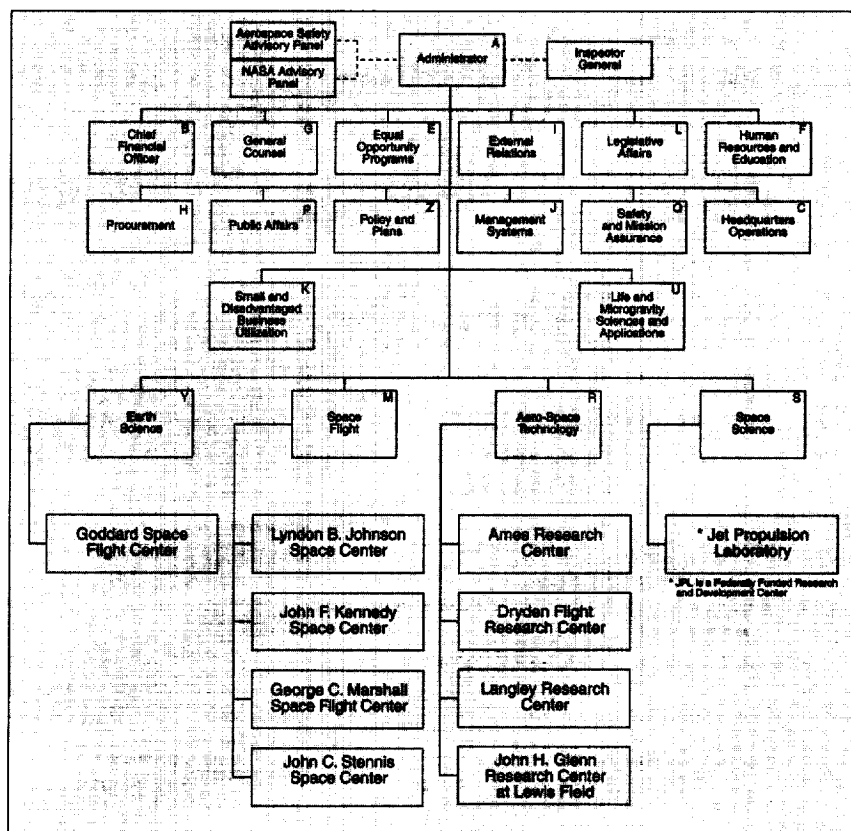 Aerospace Safety
Advisory Panel
NASA Advisory
Panel
A
Administrator
Inspector
General
B
Chief
Financial
Officer
G
General
Counsel
E
Equal
Opportunity
Programs
I
External
Relations
L
Legislative
Affairs
F
Human
Resources and
Education
H
Procurement
P
Public Affairs
Z
Policy and
Plans
J
Management
Systems
Q
Safety
and Mission
Assurance
C
Headquarters
Operations
K
Small and
Disadvantaged
Business
Utilization
U
Life and
Microgravity
Sciences and
Applications
Y
Earth
Science
M
Space
Flight
R
Aero-Space
Technology
S
Space
Science
Goddard Space
Flight Center
Lyndon B. Johnson
Space Center
John F. Kennedy
Space Center
George C. Marshall
Space Flight Center
John C. Stennis
Space Center
Ames Research
Center
Dryden Flight
Research Center
Langley Research
Center
John H. Glenn
Research Center
at Lewis Field
* Jet Propulsion
Laboratory
* JPL is a Federally Funded Research
and Development Center